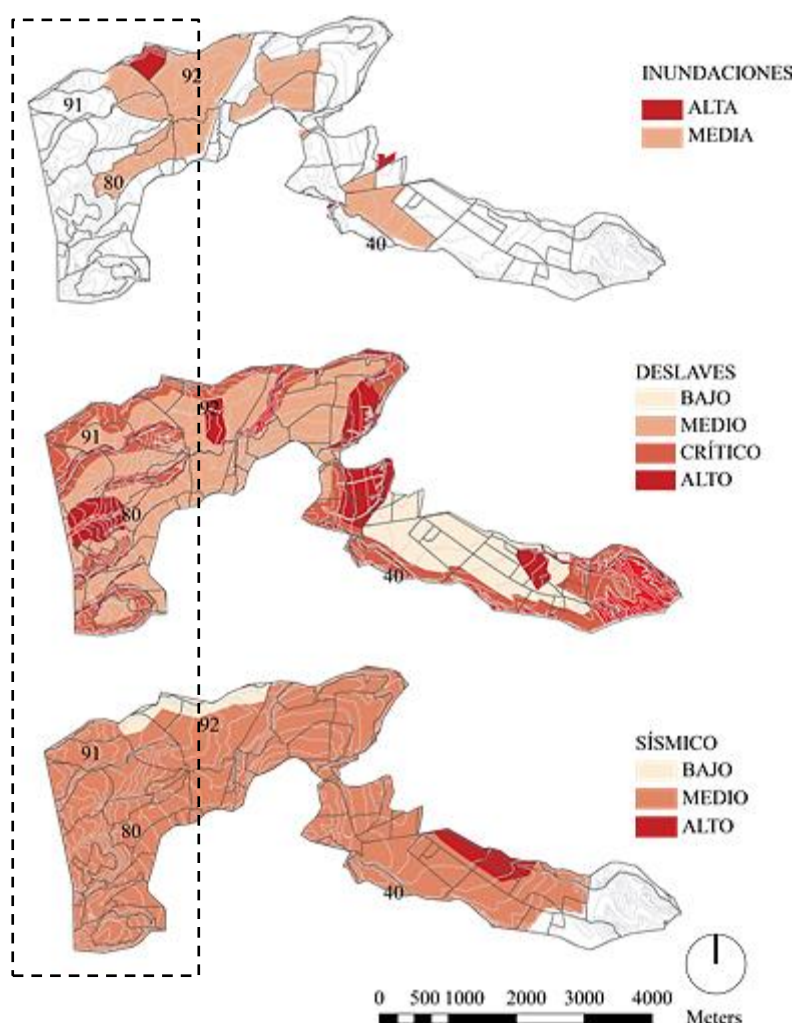 92
91
80
40
INUNDACIONES
ALTA
MEDIA
92
91
80
40
DESLAVES
BAJO
MEDIO
CRÍTICO
ALTO
92
91
80
40
SÍSMICO
BAJO
MEDIO
ALTO
0 500 1000 2000 3000 4000
Meters